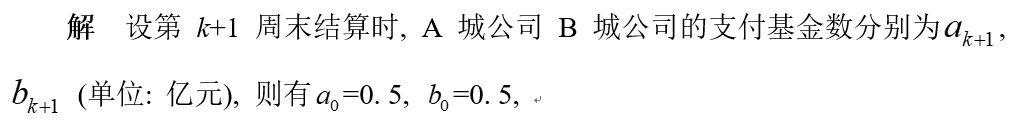 解 设第 k+1 周末结算时, A 城公司 B 城公司的支付基金数分别为 a_{k+1},
b_{k+1} (单位: 亿元), 则有 a_0=0.5, b_0=0.5, ↵